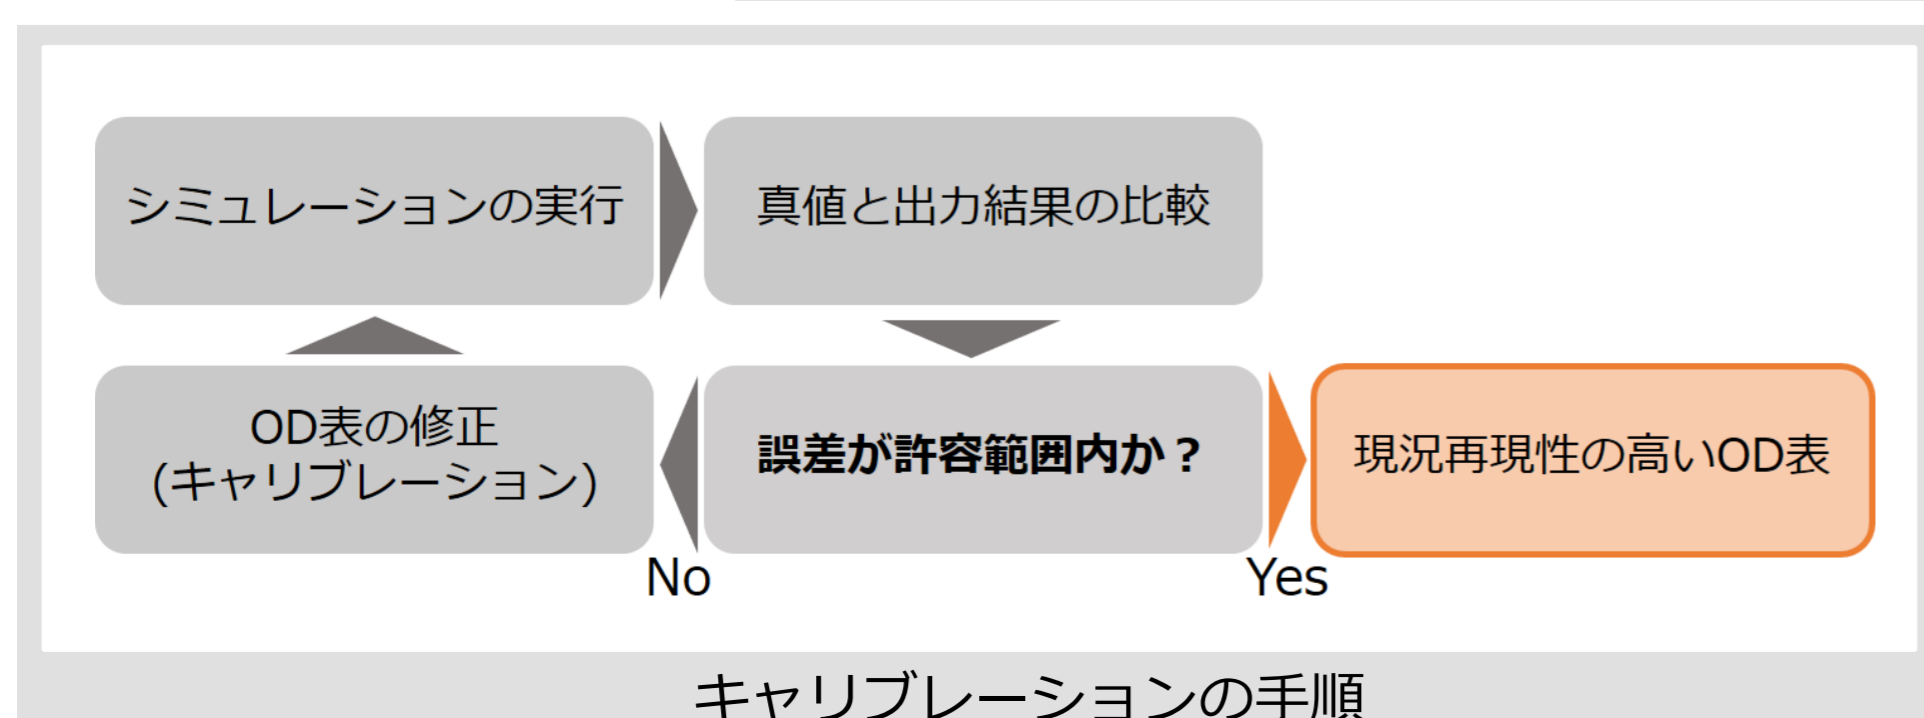 シミュレーションの実行
真値と出力結果の比較
OD表の修正
(キャリブレーション)
誤差が許容範囲内か？
現況再現性の高いOD表
No
Yes
キャリブレーションの手順